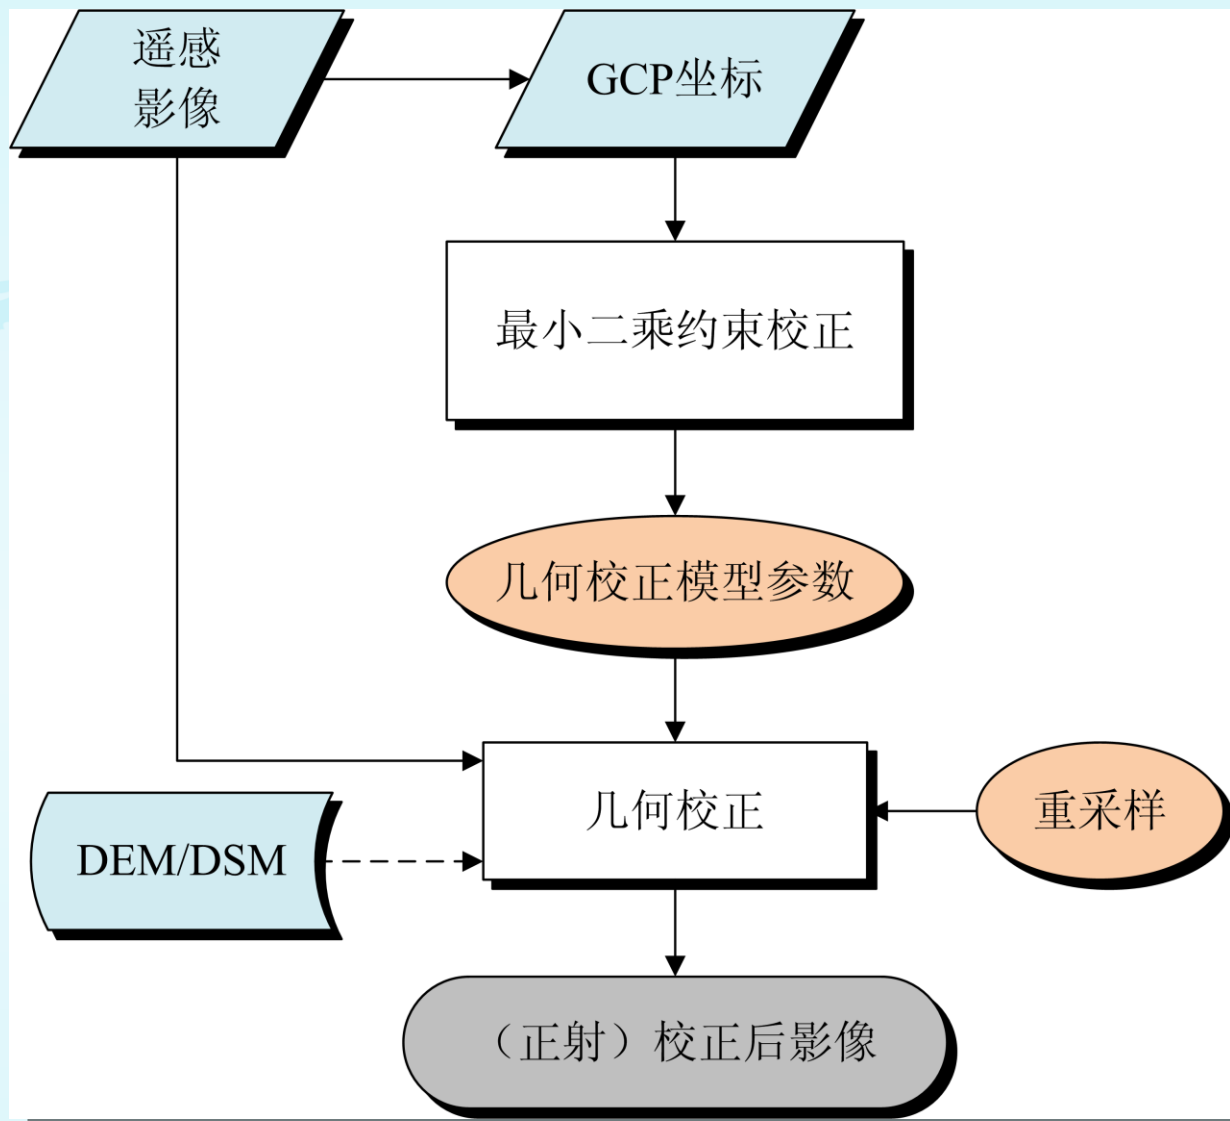 遥感
影像
GCP坐标
最小二乘约束校正
几何校正模型参数
几何校正
重采样
DEM/DSM
（正射）校正后影像